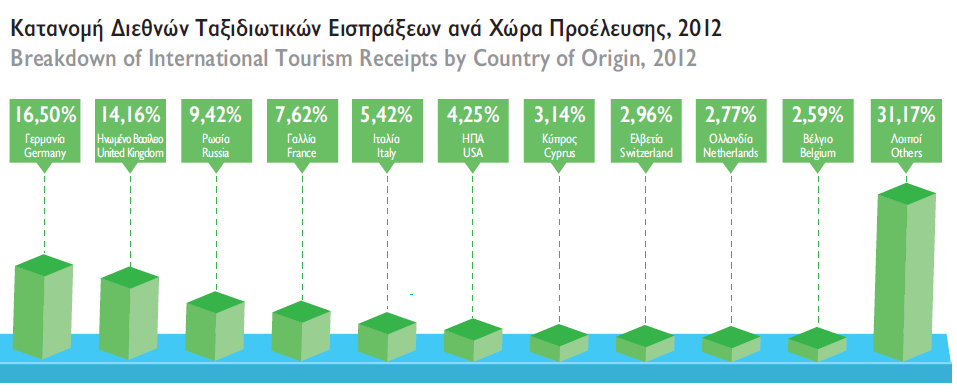 Κατανομή Διεθνών Ταξιδιωτικών Εισπράξεων ανά Χώρα Προέλευσης, 2012
Breakdown of International Tourism Receipts by Country of Origin, 2012
16,50%
Γερμανία
Germany
14,16%
Ηνωμένο Βασίλειο
United Kingdom
9,42%
Ρωσία
Russia
7,62%
Γαλλία
France
5,42%
Ιταλία
Italy
4,25%
ΗΠΑ
USA
3,14%
Κύπρος
Cyprus
2,96%
Ελβετία
Switzerland
2,77%
Ολλανδία
Netherlands
2,59%
Βέλγιο
Belgium
31,17%
Λοιποί
Others